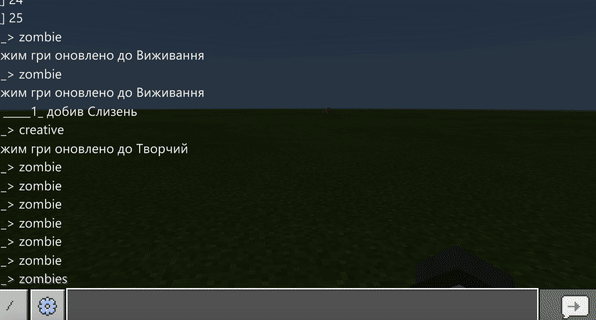 ] 24
] 25
_> zombie
жим гри оновлено до Виживання
_> zombie
жим гри оновлено до Виживання
____1_ добив Слизень
_> creative
жим гри оновлено до Творчий
_> zombie
_> zombie
_> zombie
_> zombie
_> zombie
_> zombie
_> zombies
/